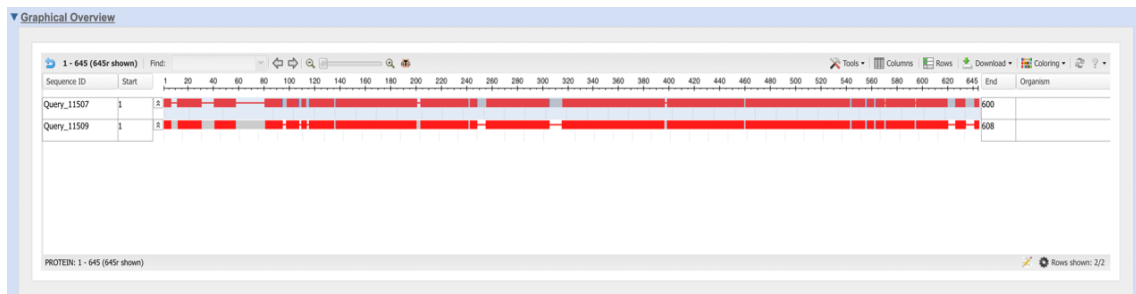 Graphical Overview
1 - 645 (645r shown) Find: Tools Columns Rows Download Coloring ?
Sequence ID Start 1 20 40 60 80 100 120 140 160 180 200 220 240 260 280 300 320 340 360 380 400 420 440 460 480 500 520 540 560 580 600 620 645 End Organism
Query_11507 1 600
Query_11509 1 608
PROTEIN: 1 - 645 (645r shown) Rows shown: 2/2